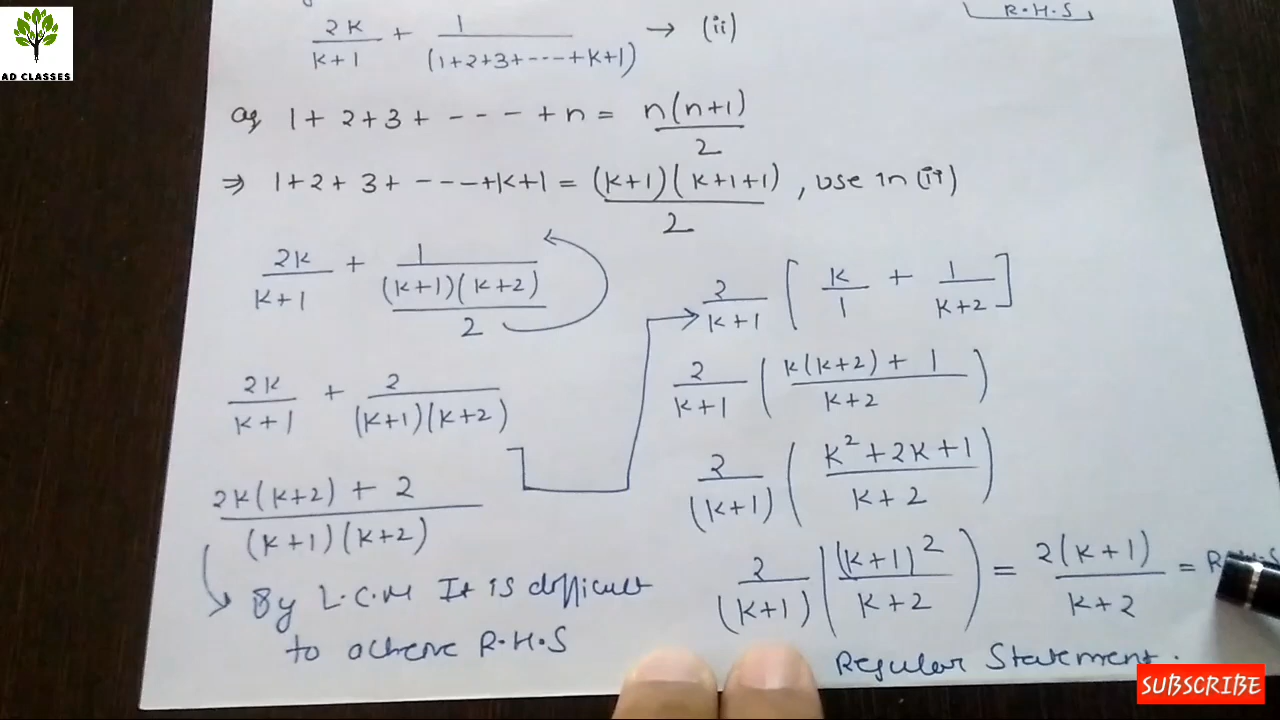 AD CLASSES
R.H.S
2K/K+1 + 1/(1+2+3+----+K+1) → (ii)
as 1+2+3+----+n = n(n+1)/2
⇒ 1+2+3+----+K+1 = (K+1)(K+1+1)/2 , use in (ii)
2K/K+1 + 1/((K+1)(K+2)/2)
2K/K+1 + 2/(K+1)(K+2)
2K(K+2) + 2/(K+1)(K+2)
By L.C.M It is difficult
to acheve R.H.S
2/K+1 [ K/1 + 1/K+2 ]
2/K+1 ( K(K+2) + 1/K+2 )
2/(K+1) ( K²+2K+1/K+2 )
2/(K+1) ( (K+1)²/K+2 ) = 2(K+1)/K+2 = R.H.S
Regular Statement.
SUBSCRIBE